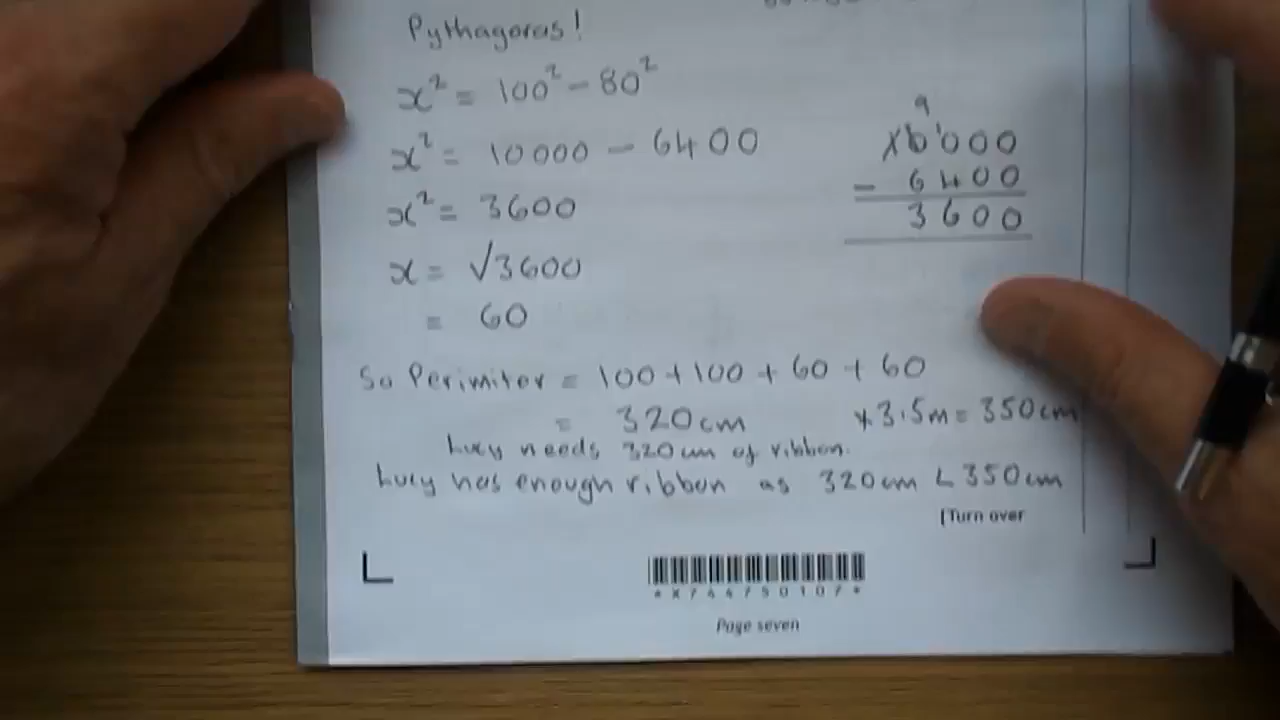 Pythagoras!
x² = 100² - 80²
x² = 10000 - 6400
x² = 3600
x = √3600
= 60
9
10000
- 6400
3600
So Perimiter = 100 + 100 + 60 + 60
= 320cm
* 3.5m = 350cm
Lucy needs 320cm of ribbon.
Lucy has enough ribbon as 320cm < 350cm
[Turn over
*X744750107*
Page seven